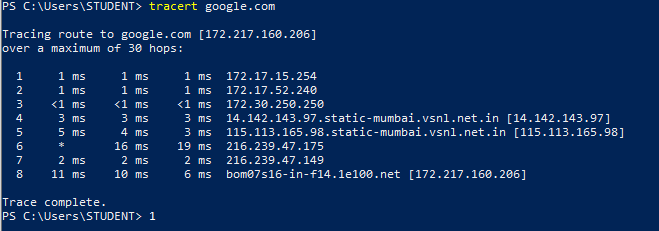 PS C:\Users\STUDENT> tracert google.com
Tracing route to google.com [172.217.160.206]
over a maximum of 30 hops:
1 1 ms 1 ms 1 ms 172.17.15.254
2 1 ms 1 ms 1 ms 172.17.52.240
3 <1 ms <1 ms <1 ms 172.30.250.250
4 3 ms 3 ms 3 ms 14.142.143.97.static-mumbai.vsnl.net.in [14.142.143.97]
5 5 ms 4 ms 3 ms 115.113.165.98.static-mumbai.vsnl.net.in [115.113.165.98]
6 * 16 ms 19 ms 216.239.47.175
7 2 ms 2 ms 2 ms 216.239.47.149
8 11 ms 10 ms 6 ms bom07s16-in-f14.1e100.net [172.217.160.206]
Trace complete.
PS C:\Users\STUDENT> 1